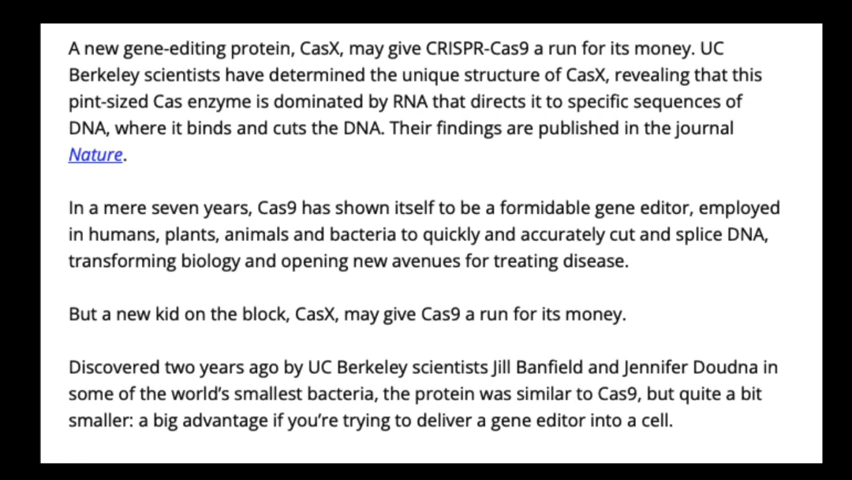 A new gene-editing protein, CasX, may give CRISPR-Cas9 a run for its money. UC
Berkeley scientists have determined the unique structure of CasX, revealing that this
pint-sized Cas enzyme is dominated by RNA that directs it to specific sequences of
DNA, where it binds and cuts the DNA. Their findings are published in the journal
Nature.
In a mere seven years, Cas9 has shown itself to be a formidable gene editor, employed
in humans, plants, animals and bacteria to quickly and accurately cut and splice DNA,
transforming biology and opening new avenues for treating disease.
But a new kid on the block, CasX, may give Cas9 a run for its money.
Discovered two years ago by UC Berkeley scientists Jill Banfield and Jennifer Doudna in
some of the world’s smallest bacteria, the protein was similar to Cas9, but quite a bit
smaller: a big advantage if you’re trying to deliver a gene editor into a cell.